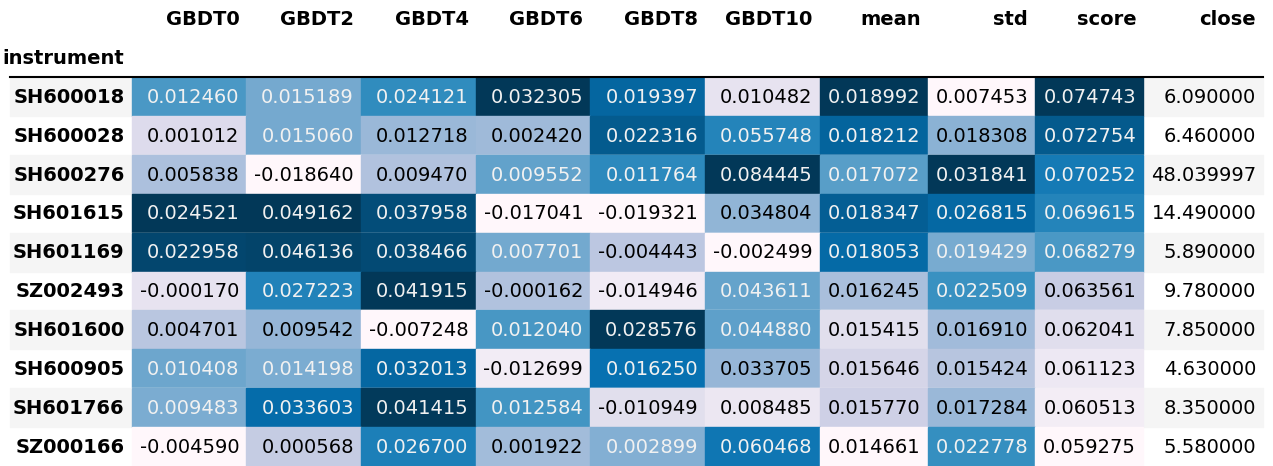 GBDT0 GBDT2 GBDT4 GBDT6 GBDT8 GBDT10 mean std score close
instrument
SH600018 0.012460 0.015189 0.024121 0.032305 0.019397 0.010482 0.018992 0.007453 0.074743 6.090000
SH600028 0.001012 0.015060 0.012718 0.002420 0.022316 0.055748 0.018212 0.018308 0.072754 6.460000
SH600276 0.005838 -0.018640 0.009470 0.009552 0.011764 0.084445 0.017072 0.031841 0.070252 48.039997
SH601615 0.024521 0.049162 0.037958 -0.017041 -0.019321 0.034804 0.018347 0.026815 0.069615 14.490000
SH601169 0.022958 0.046136 0.038466 0.007701 -0.004443 -0.002499 0.018053 0.019429 0.068279 5.890000
SZ002493 -0.000170 0.027223 0.041915 -0.000162 -0.014946 0.043611 0.016245 0.022509 0.063561 9.780000
SH601600 0.004701 0.009542 -0.007248 0.012040 0.028576 0.044880 0.015415 0.016910 0.062041 7.850000
SH600905 0.010408 0.014198 0.032013 -0.012699 0.016250 0.033705 0.015646 0.015424 0.061123 4.630000
SH601766 0.009483 0.033603 0.041415 0.012584 -0.010949 0.008485 0.015770 0.017284 0.060513 8.350000
SZ000166 -0.004590 0.000568 0.026700 0.001922 0.002899 0.060468 0.014661 0.022778 0.059275 5.580000